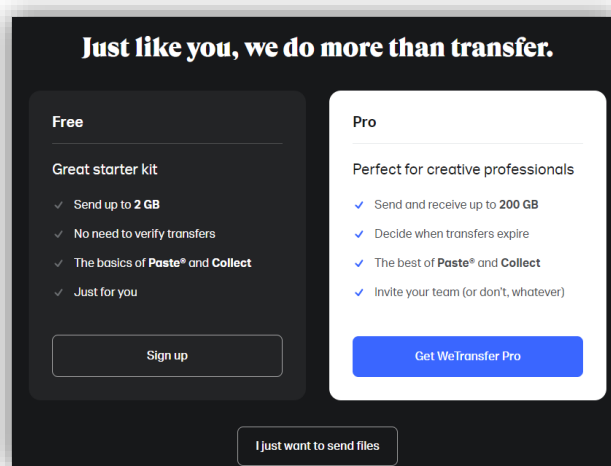 Just like you, we do more than transfer.
Free
Great starter kit
Send up to 2 GB
No need to verify transfers
The basics of Paste® and Collect
Just for you
Sign up
Pro
Perfect for creative professionals
Send and receive up to 200 GB
Decide when transfers expire
The best of Paste® and Collect
Invite your team (or don't, whatever)
Get WeTransfer Pro
I just want to send files